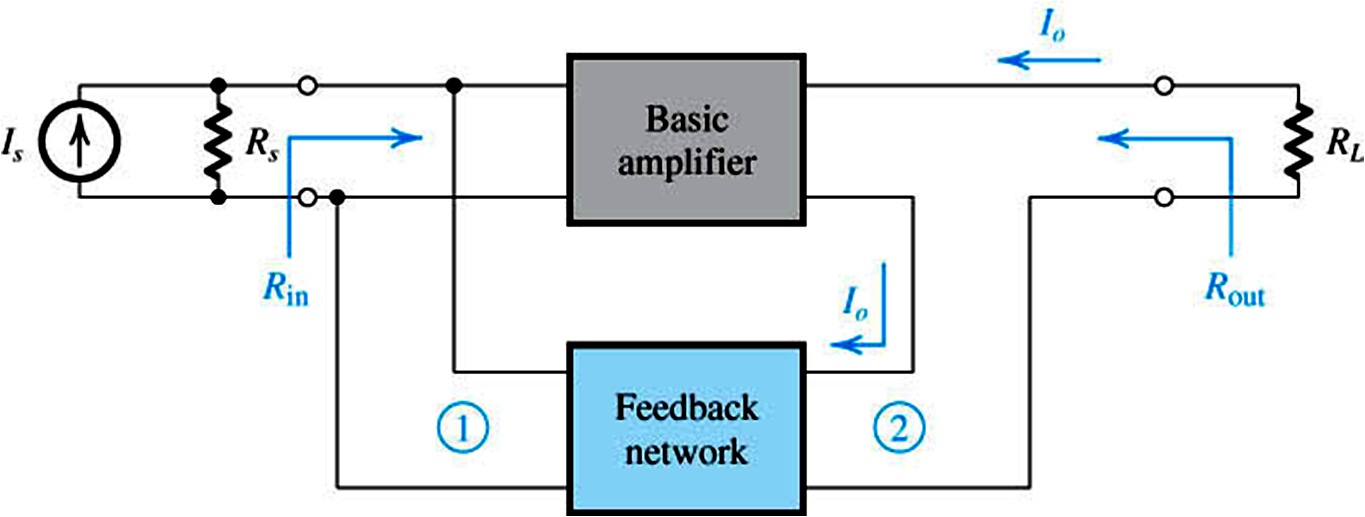 I_o
I_s
R_s
Basic
amplifier
R_L
R_in
R_out
I_o
Feedback
network
1
2